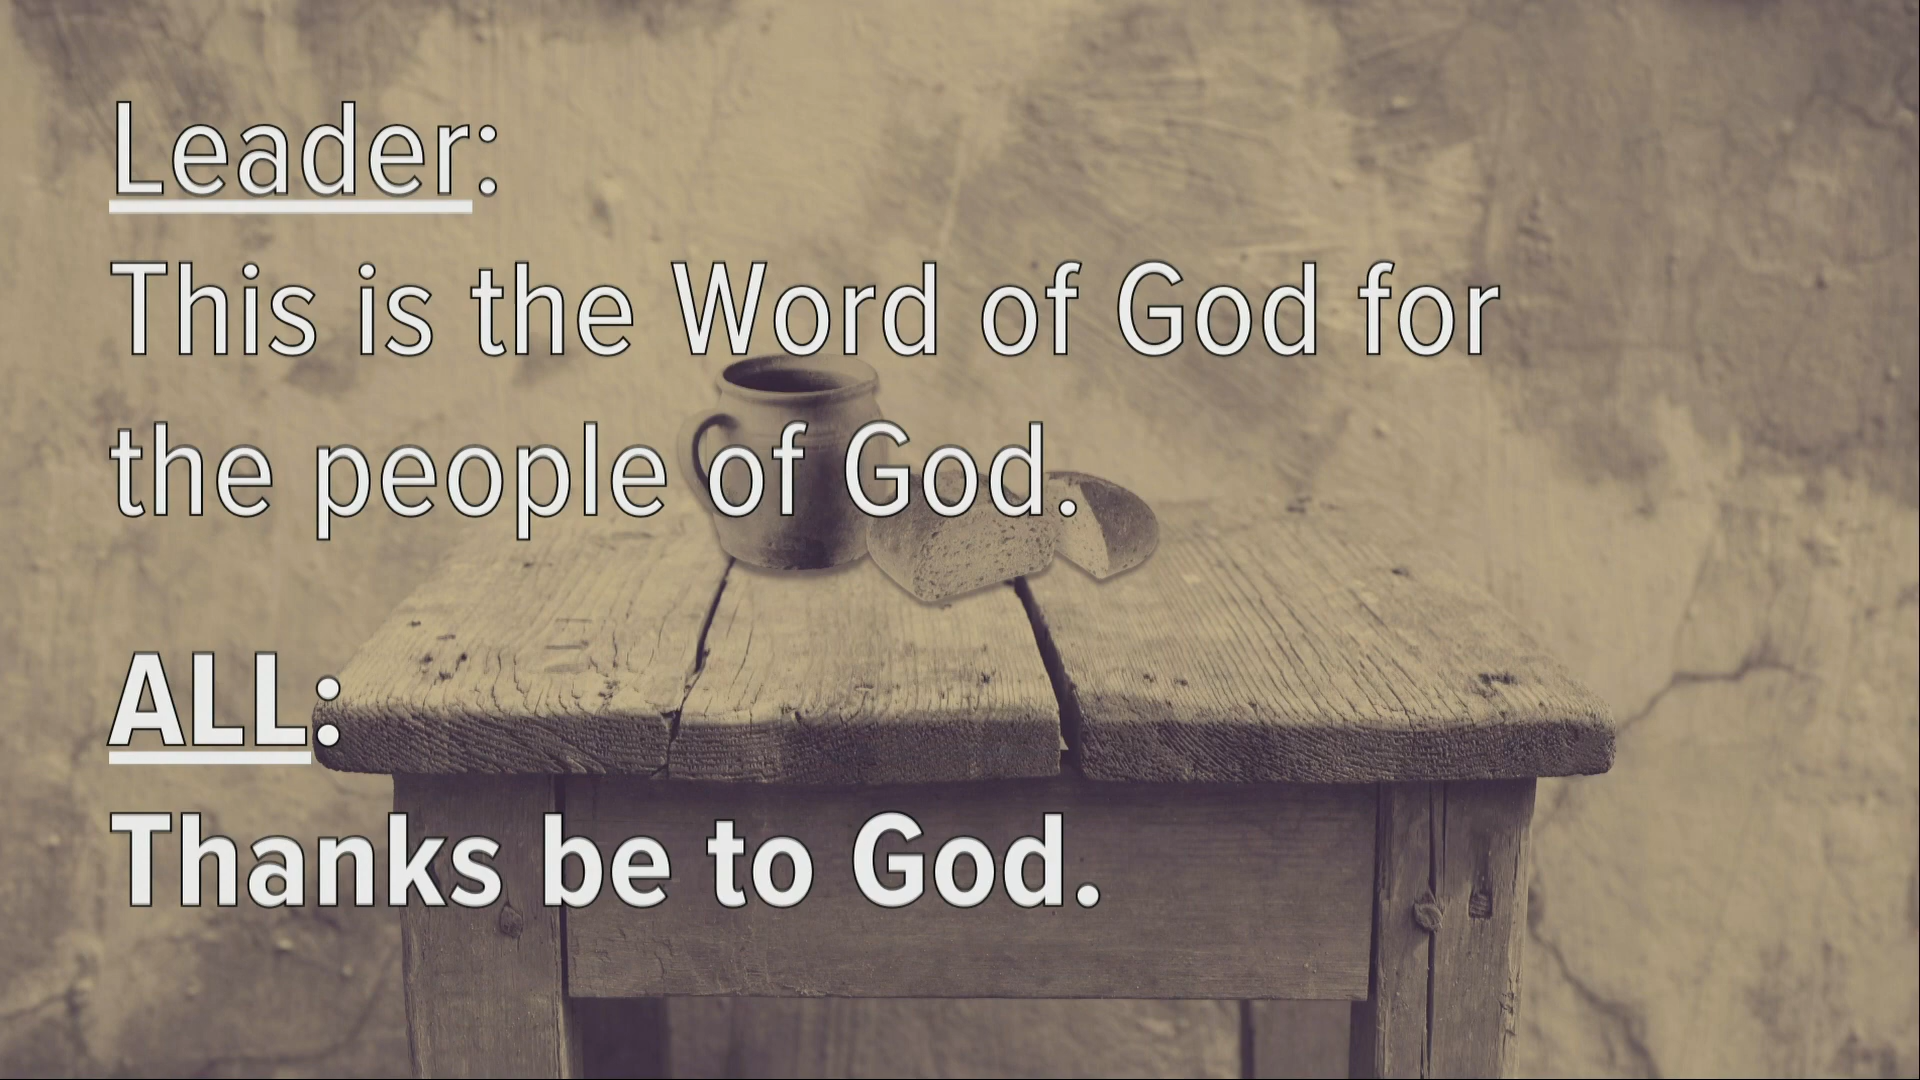 Leader:
This is the Word of God for
the people of God.
ALL:
Thanks be to God.